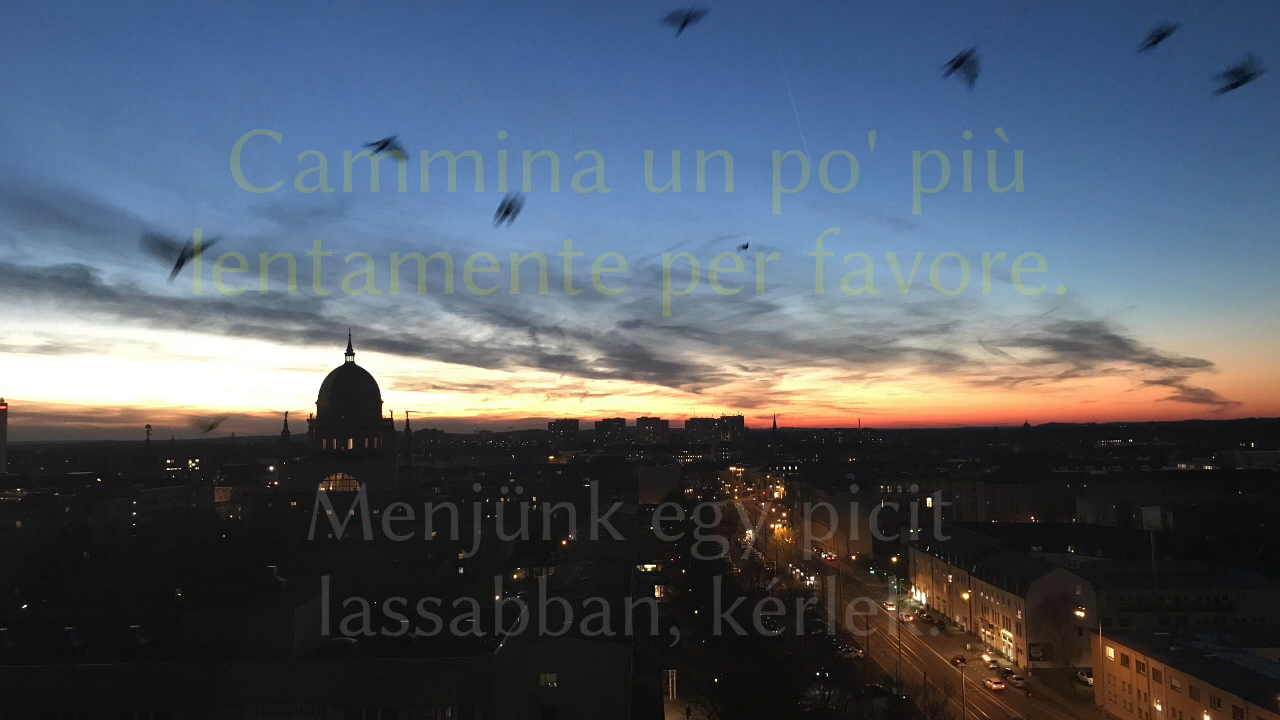 Cammina un po' più
lentamente per favore.
Menjünk egy picit
lassabban, kérlek.